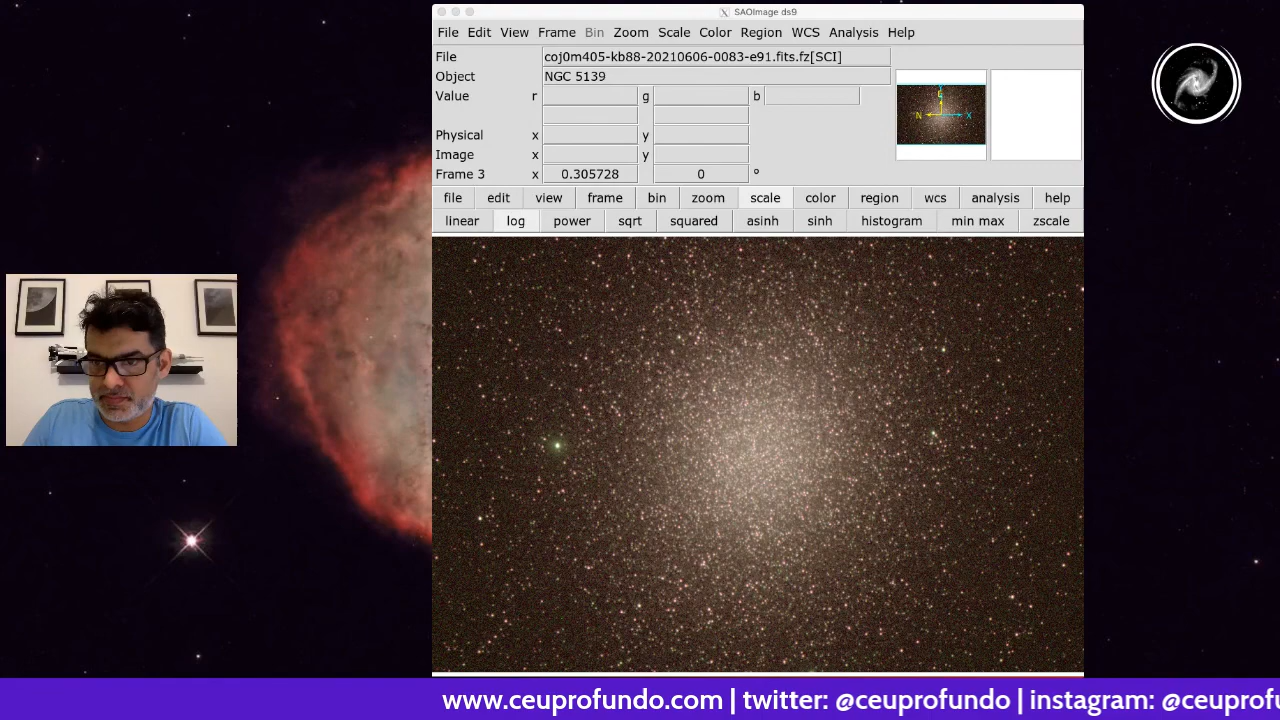 SAOImage ds9
File Edit View Frame Bin Zoom Scale Color Region WCS Analysis Help
File coj0m405-kb88-20210606-0083-e91.fits.fz[SCI]
Object NGC 5139
Value r g b
Physical x y
Image x y
Frame 3 x 0.305728 0 °
N X
file edit view frame bin zoom scale color region wcs analysis help
linear log power sqrt squared asinh sinh histogram min max zscale
www.ceuprofundo.com | twitter: @ceuprofundo | instagram: @ceuprofu